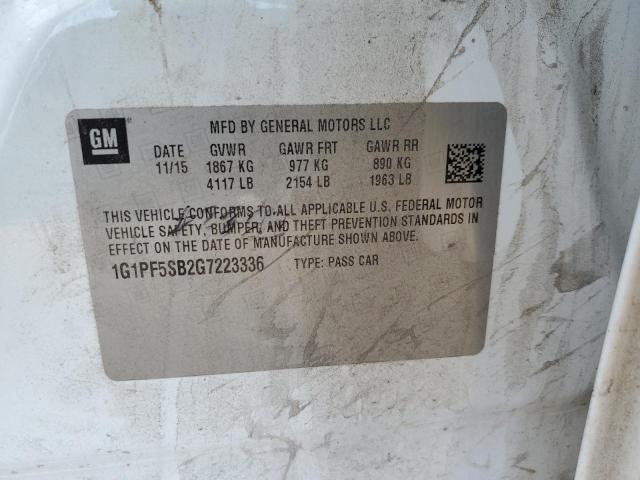 GM
MFD BY GENERAL MOTORS LLC
11/15 GVWR GAWR FRT GAWR RR
1867 KG 977 KG 890 KG
4117 LB 2154 LB 1963 LB
THIS VEHICLE CONFORMS TO ALL APPLICABLE U.S. FEDERAL MOTOR
VEHICLE SAFETY, BUMPER, AND THEFT PREVENTION STANDARDS IN
EFFECT ON THE DATE OF MANUFACTURE SHOWN ABOVE.
1G1PF5SB2G7223336 TYPE: PASS CAR